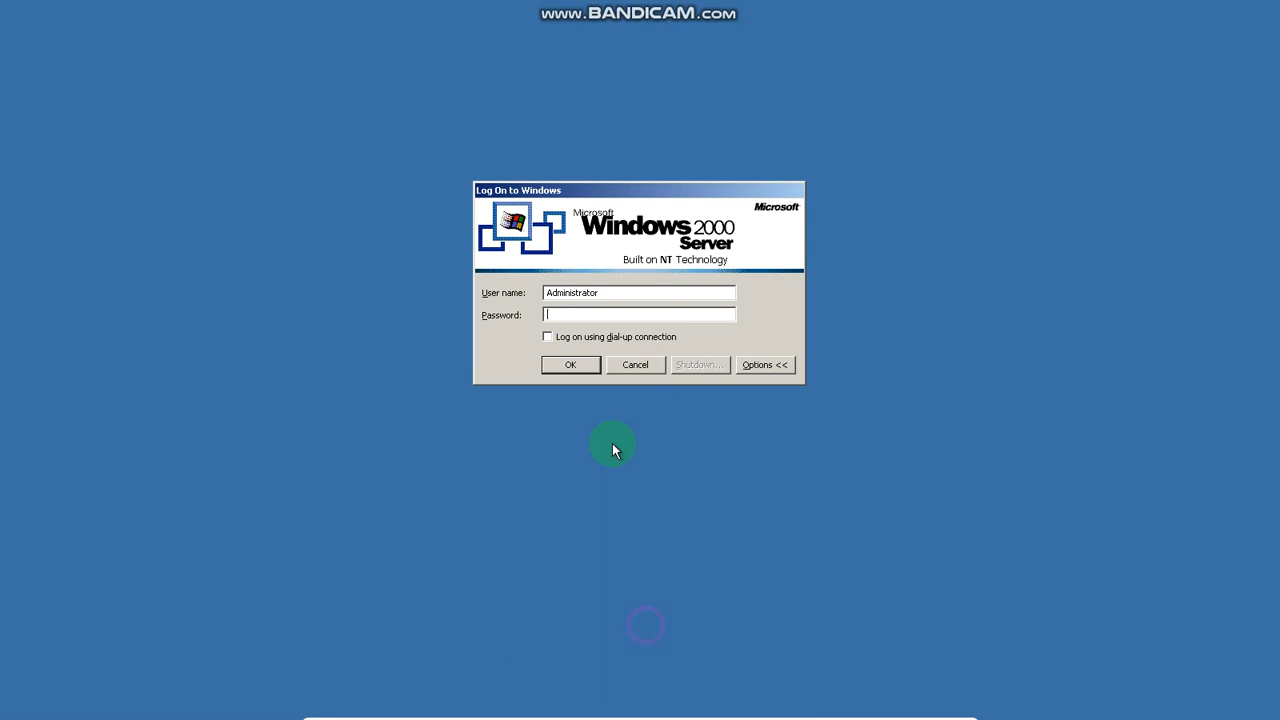 www.BANDICAM.com
Log On to Windows
Microsoft
Microsoft
Windows 2000
Server
Built on NT Technology
User name: Administrator
Password:
Log on using dial-up connection
OK Cancel Shutdown... Options <<